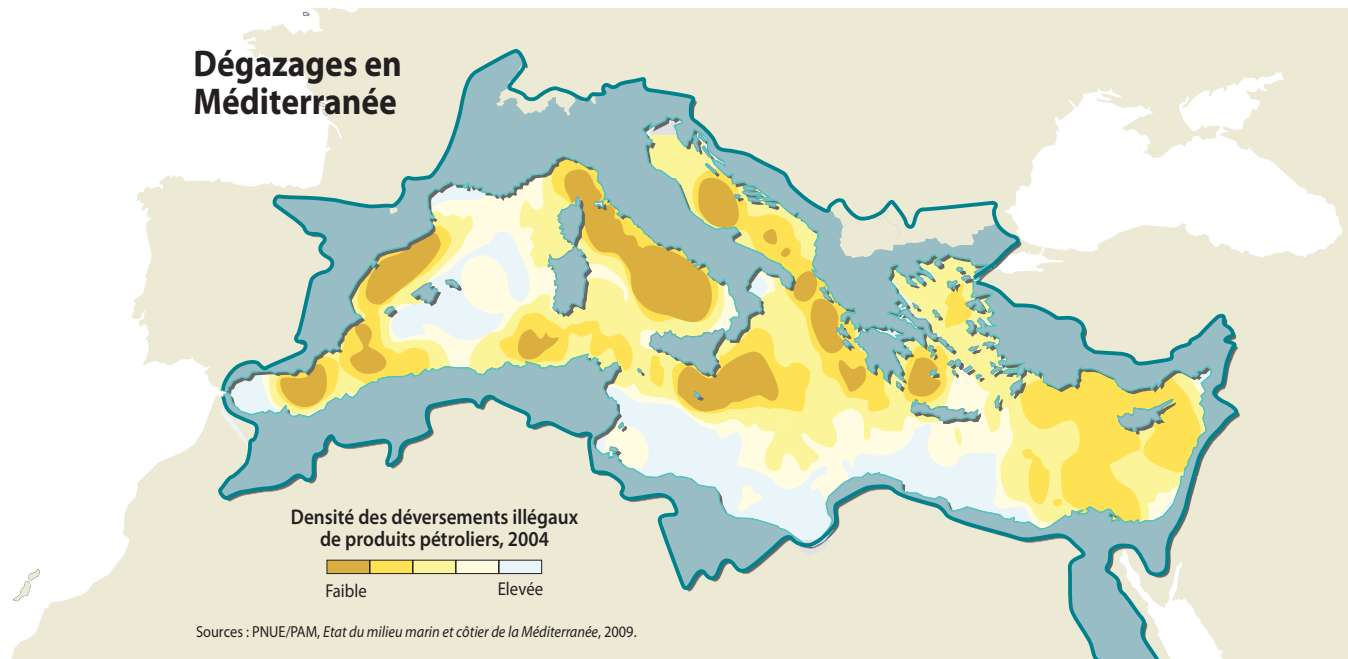 Dégazages en
Méditerranée
Densité des déversements illégaux
de produits pétroliers, 2004
Faible Elevée
Sources : PNUE/PAM, Etat du milieu marin et côtier de la Méditerranée, 2009.